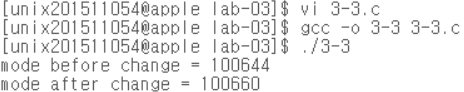 [unix201511054@apple lab-03]$ vi 3-3.c
[unix201511054@apple lab-03]$ gcc -o 3-3 3-3.c
[unix201511054@apple lab-03]$ ./3-3
mode before change = 100644
mode after change = 100660